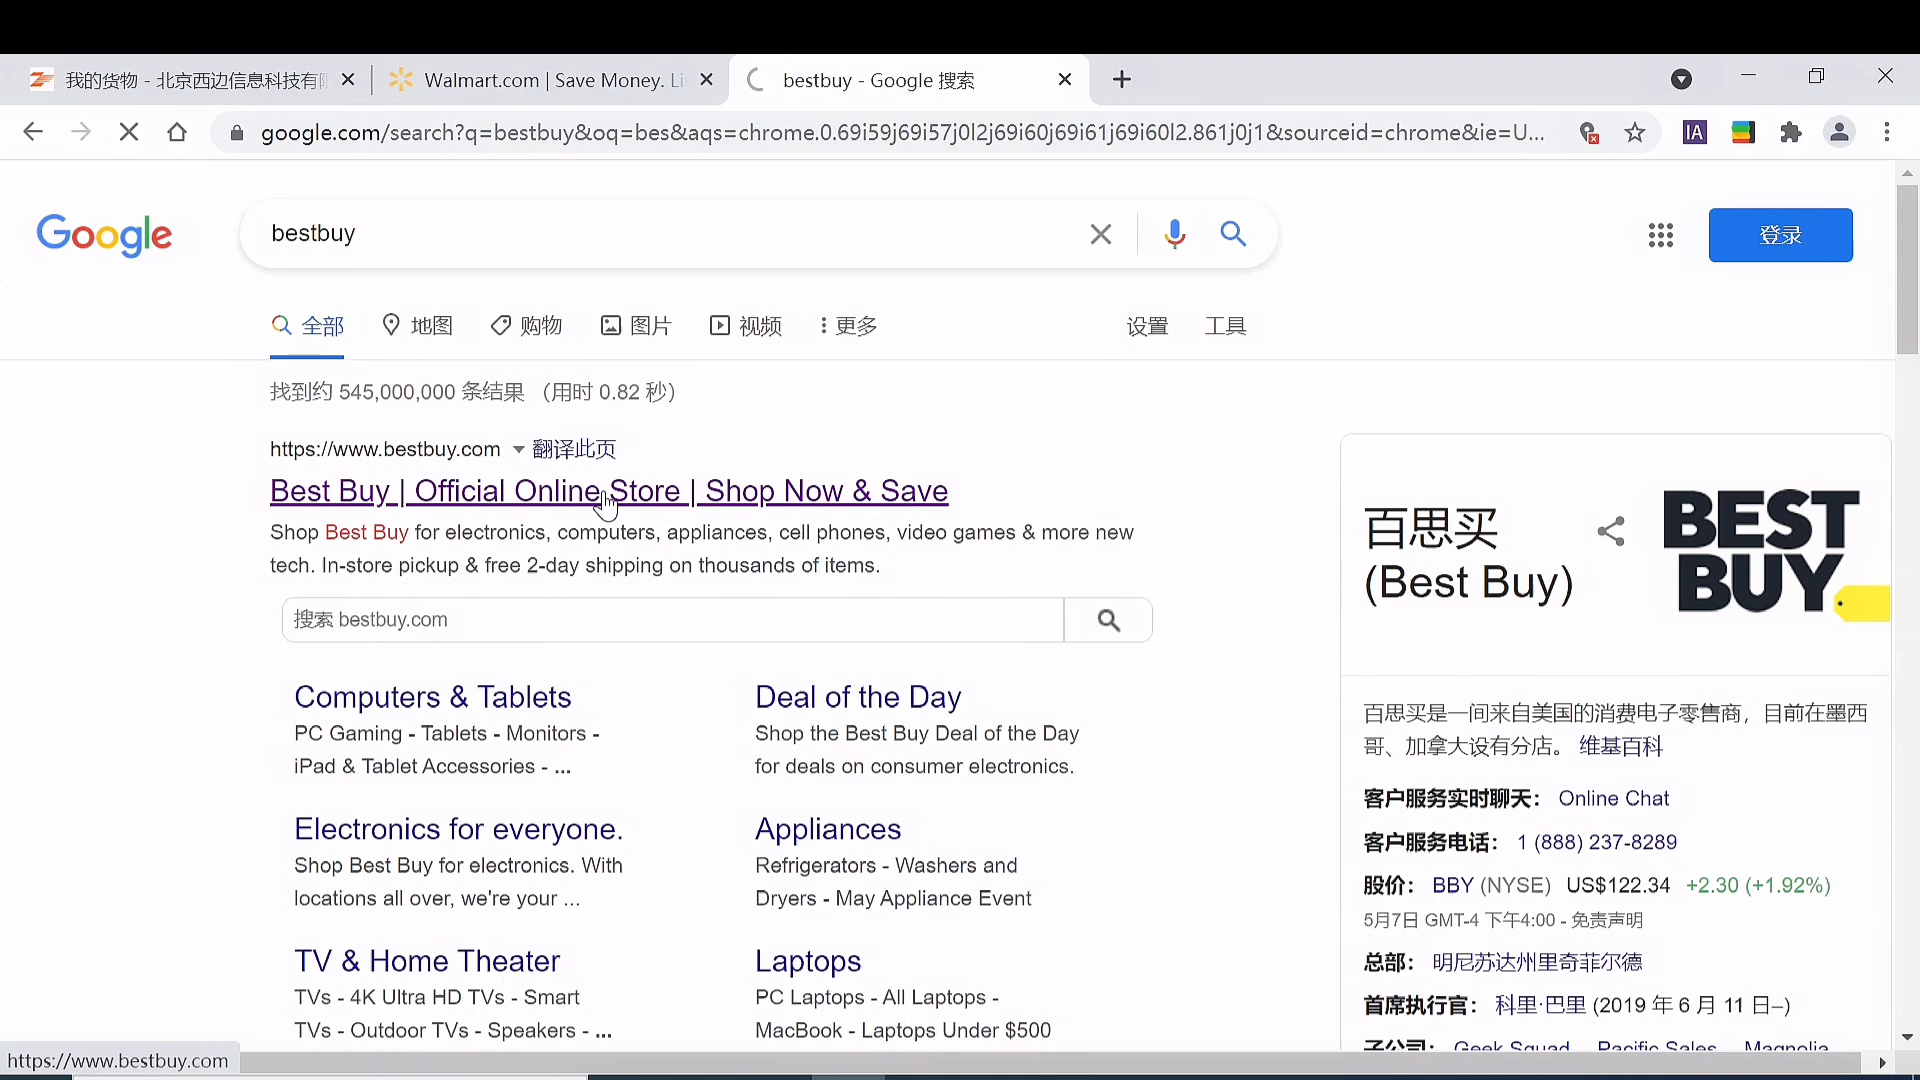 我的货物 - 北京西边信息科技有
Walmart.com | Save Money. Li
bestbuy - Google 搜索
google.com/search?q=bestbuy&oq=bes&aqs=chrome.0.69i59j69i57j0l2j69i60j69i61j69i60l2.861j0j1&sourceid=chrome&ie=U...
IA
Google
bestbuy
登录
全部
地图
购物
图片
视频
更多
设置
工具
找到约 545,000,000 条结果 （用时 0.82 秒）
https://www.bestbuy.com
翻译此页
Best Buy | Official Online Store | Shop Now & Save
Shop Best Buy for electronics, computers, appliances, cell phones, video games & more new
tech. In-store pickup & free 2-day shipping on thousands of items.
搜索 bestbuy.com
Computers & Tablets
PC Gaming - Tablets - Monitors -
iPad & Tablet Accessories - ...
Deal of the Day
Shop the Best Buy Deal of the Day
for deals on consumer electronics.
Electronics for everyone.
Shop Best Buy for electronics. With
locations all over, we're your ...
Appliances
Refrigerators - Washers and
Dryers - May Appliance Event
TV & Home Theater
TVs - 4K Ultra HD TVs - Smart
TVs - Outdoor TVs - Speakers - ...
Laptops
PC Laptops - All Laptops -
MacBook - Laptops Under $500
百思买
(Best Buy)
BEST
BUY
百思买是一间来自美国的消费电子零售商，目前在墨西
哥、加拿大设有分店。 维基百科
客户服务实时聊天： Online Chat
客户服务电话： 1 (888) 237-8289
股价： BBY (NYSE) US$122.34 +2.30 (+1.92%)
5月7日 GMT-4 下午4:00 - 免责声明
总部： 明尼苏达州里奇菲尔德
首席执行官： 科里·巴里 (2019 年 6 月 11 日–)
子公司： Geek Squad Pacific Sales Magnolia
https://www.bestbuy.com